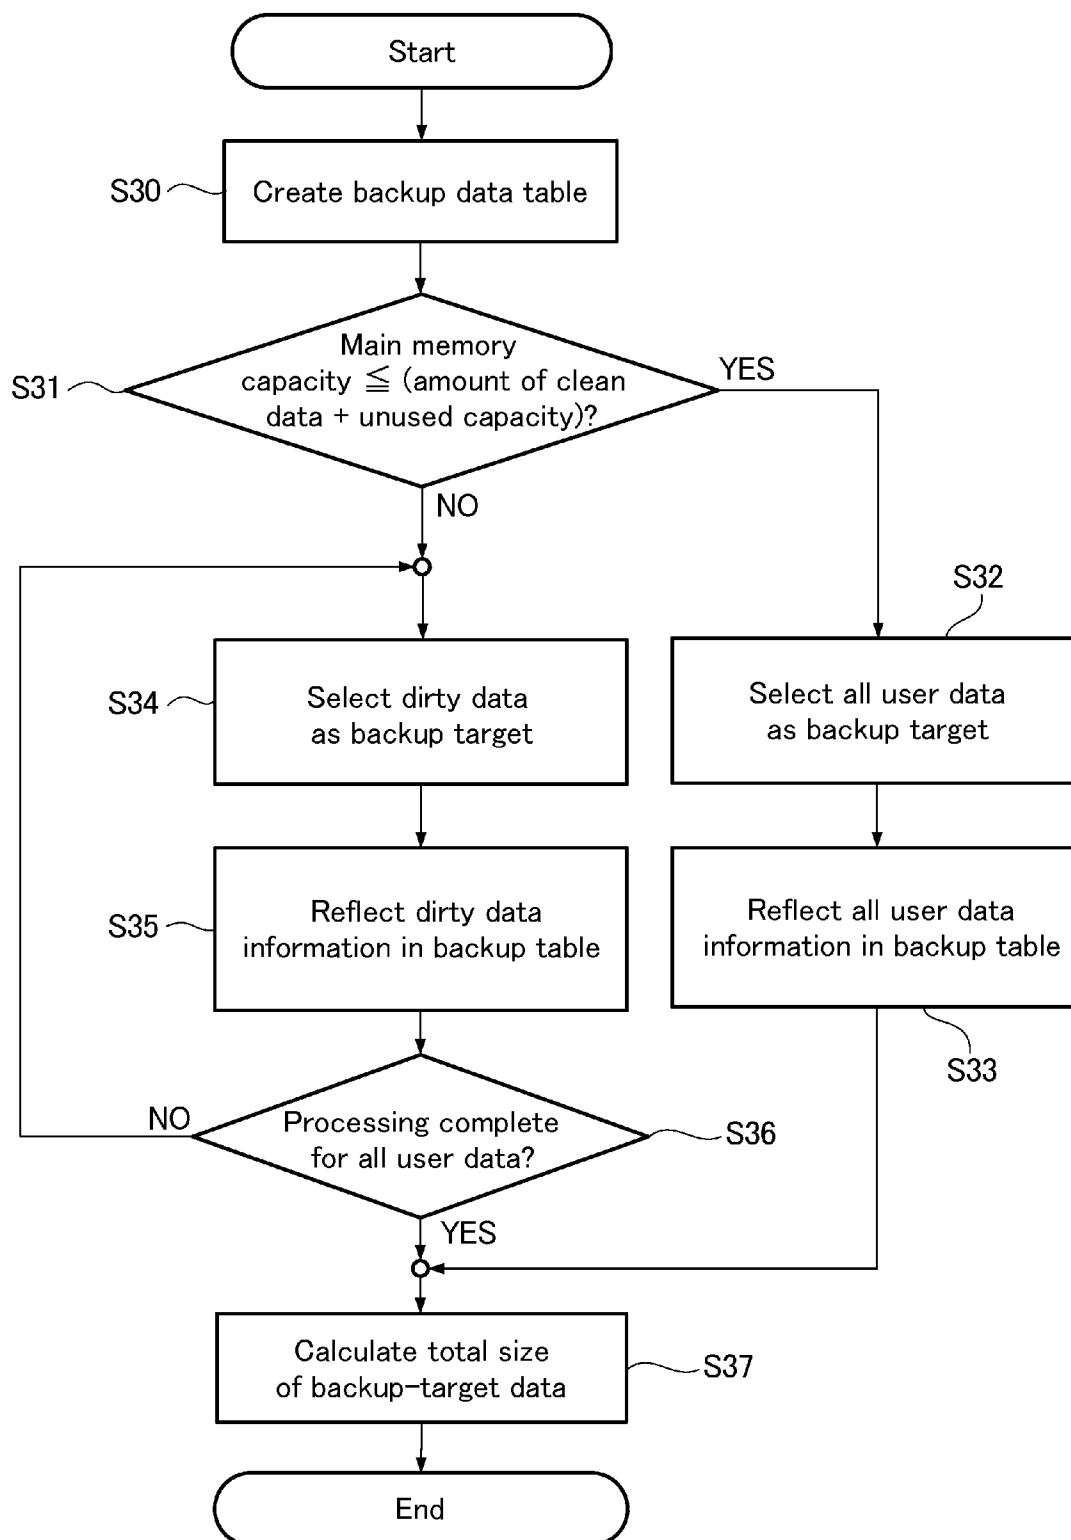 Start
S30
Create backup data table
S31
Main memory
capacity ≦ (amount of clean
data + unused capacity)?
YES
NO
S32
S34
Select dirty data
as backup target
Select all user data
as backup target
S35
Reflect dirty data
information in backup table
Reflect all user data
information in backup table
S33
NO
Processing complete
for all user data?
S36
YES
Calculate total size
of backup-target data
S37
End